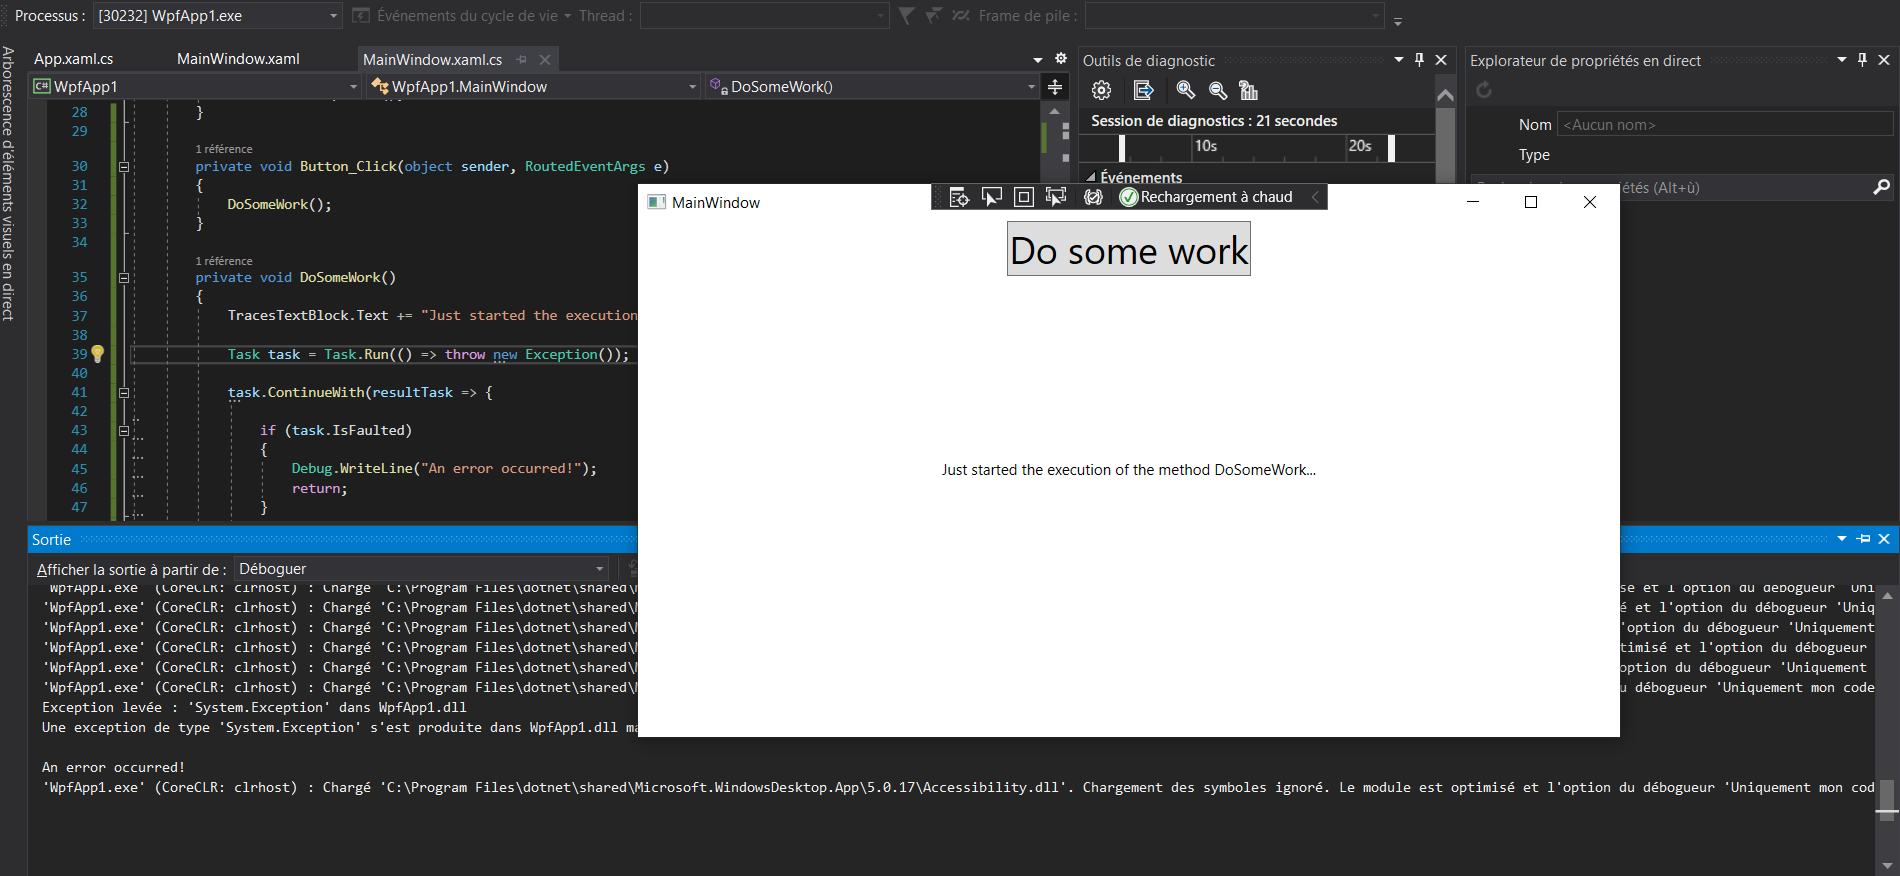 Processus : [30232] WpfApp1.exe Événements du cycle de vie Thread : Frame de pile :
Arborescence d'éléments visuels en direct
App.xaml.cs MainWindow.xaml MainWindow.xaml.cs
C# WpfApp1 WpfApp1.MainWindow DoSomeWork()
28 }
29
1 référence
30 private void Button_Click(object sender, RoutedEventArgs e)
31 {
32 DoSomeWork();
33 }
34
1 référence
35 private void DoSomeWork()
36 {
37 TracesTextBlock.Text += "Just started the execution
38
39 Task task = Task.Run(() => throw new Exception());
40
41 task.ContinueWith(resultTask => {
42
43 if (task.IsFaulted)
44 {
45 Debug.WriteLine("An error occurred!");
46 return;
47 }
Outils de diagnostic
Session de diagnostics : 21 secondes
10s 20s
Événements
Explorateur de propriétés en direct
Nom <Aucun nom>
Type
étés (Alt+ù)
MainWindow
Rechargement à chaud
Do some work
Just started the execution of the method DoSomeWork...
Sortie
Afficher la sortie à partir de : Déboguer
'WpfApp1.exe' (CoreCLR: clrhost) : Chargé 'C:\Program Files\dotnet\shared\M sé et l'option du débogueur 'Uni
'WpfApp1.exe' (CoreCLR: clrhost) : Chargé 'C:\Program Files\dotnet\shared\M é et l'option du débogueur 'Uniq
'WpfApp1.exe' (CoreCLR: clrhost) : Chargé 'C:\Program Files\dotnet\shared\M 'option du débogueur 'Uniquement
'WpfApp1.exe' (CoreCLR: clrhost) : Chargé 'C:\Program Files\dotnet\shared\M timisé et l'option du débogueur
'WpfApp1.exe' (CoreCLR: clrhost) : Chargé 'C:\Program Files\dotnet\shared\M option du débogueur 'Uniquement
'WpfApp1.exe' (CoreCLR: clrhost) : Chargé 'C:\Program Files\dotnet\shared\M u débogueur 'Uniquement mon code
Exception levée : 'System.Exception' dans WpfApp1.dll
Une exception de type 'System.Exception' s'est produite dans WpfApp1.dll ma
An error occurred!
'WpfApp1.exe' (CoreCLR: clrhost) : Chargé 'C:\Program Files\dotnet\shared\Microsoft.WindowsDesktop.App\5.0.17\Accessibility.dll'. Chargement des symboles ignoré. Le module est optimisé et l'option du débogueur 'Uniquement mon cod